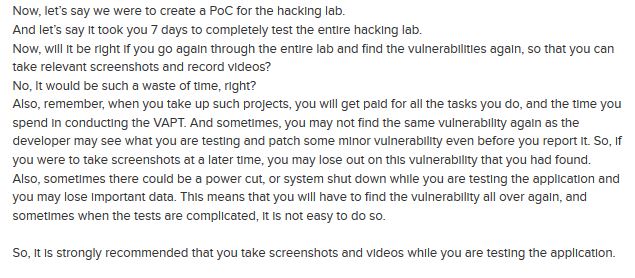 Now, let's say we were to create a PoC for the hacking lab.
And let's say it took you 7 days to completely test the entire hacking lab.
Now, will it be right if you go again through the entire lab and find the vulnerabilities again, so that you can
take relevant screenshots and record videos?
No, it would be such a waste of time, right?
Also, remember, when you take up such projects, you will get paid for all the tasks you do, and the time you
spend in conducting the VAPT. And sometimes, you may not find the same vulnerability again as the
developer may see what you are testing and patch some minor vulnerability even before you report it. So, if
you were to take screenshots at a later time, you may lose out on this vulnerability that you had found.
Also, sometimes there could be a power cut, or system shut down while you are testing the application and
you may lose important data. This means that you will have to find the vulnerability all over again, and
sometimes when the tests are complicated, it is not easy to do so.
So, it is strongly recommended that you take screenshots and videos while you are testing the application.